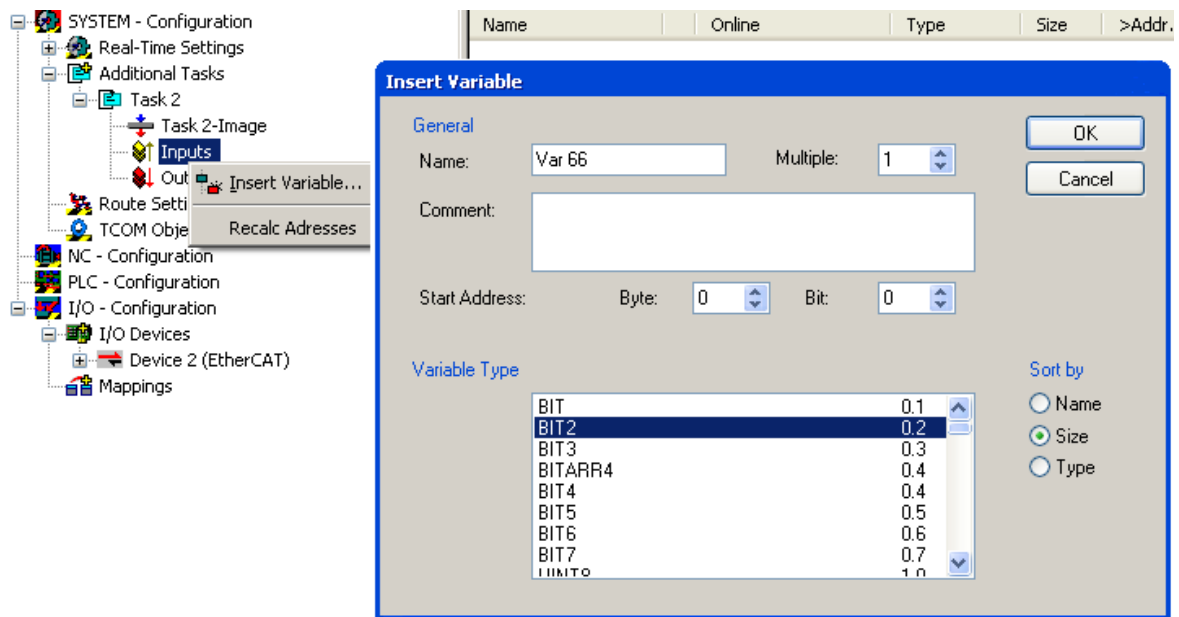 SYSTEM - Configuration
Real-Time Settings
Additional Tasks
Task 2
Task 2-Image
Inputs
Out
Route Setti
TCOM Obje
NC - Configuration
PLC - Configuration
I/O - Configuration
I/O Devices
Device 2 (EtherCAT)
Mappings
Insert Variable...
Recalc Adresses
Name Online Type Size >Addr.
Insert Variable
General
Name: Var 66 Multiple: 1
Comment:
Start Address: Byte: 0 Bit: 0
OK
Cancel
Variable Type
BIT 0.1
BIT2 0.2
BIT3 0.3
BITARR4 0.4
BIT4 0.4
BIT5 0.5
BIT6 0.6
BIT7 0.7
UINT8 1.0
Sort by
Name
Size
Type